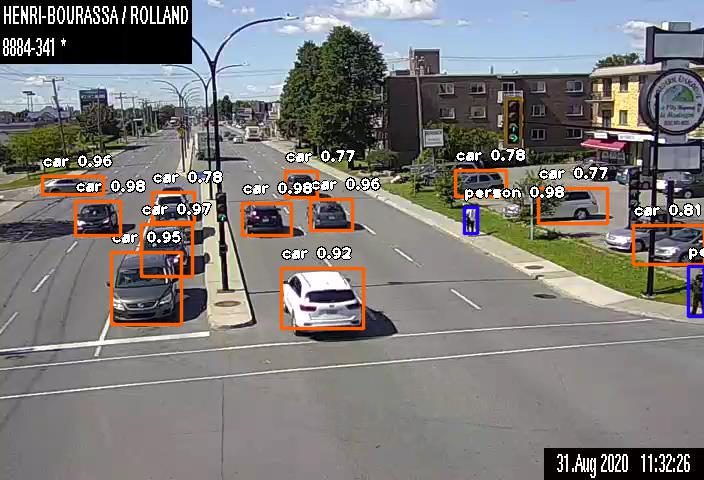 HENRI-BOURASSA / ROLLAND
8884-341 *
car 0.96
car 0.98
car 0.78
car 0.97
car 0.95
car 0.77
car 0.98
car 0.96
car 0.92
car 0.78
person 0.98
car 0.77
car 0.81
pe
31.Aug 2020 11:32:26